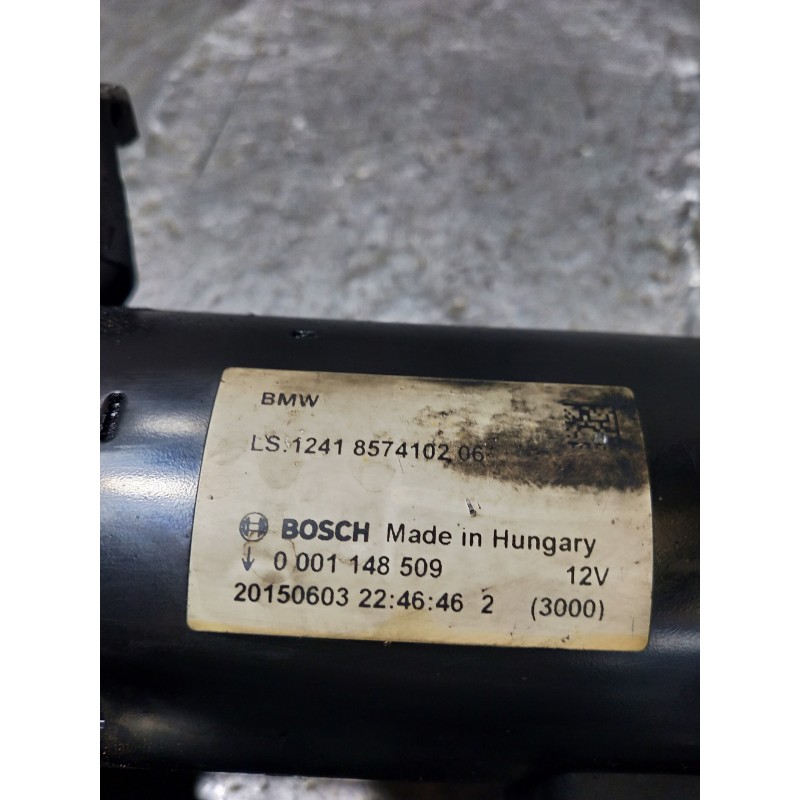 BMW
LS.1241 8574102 06
BOSCH Made in Hungary
↓ 0 001 148 509 12V
20150603 22:46:46 2 (3000)